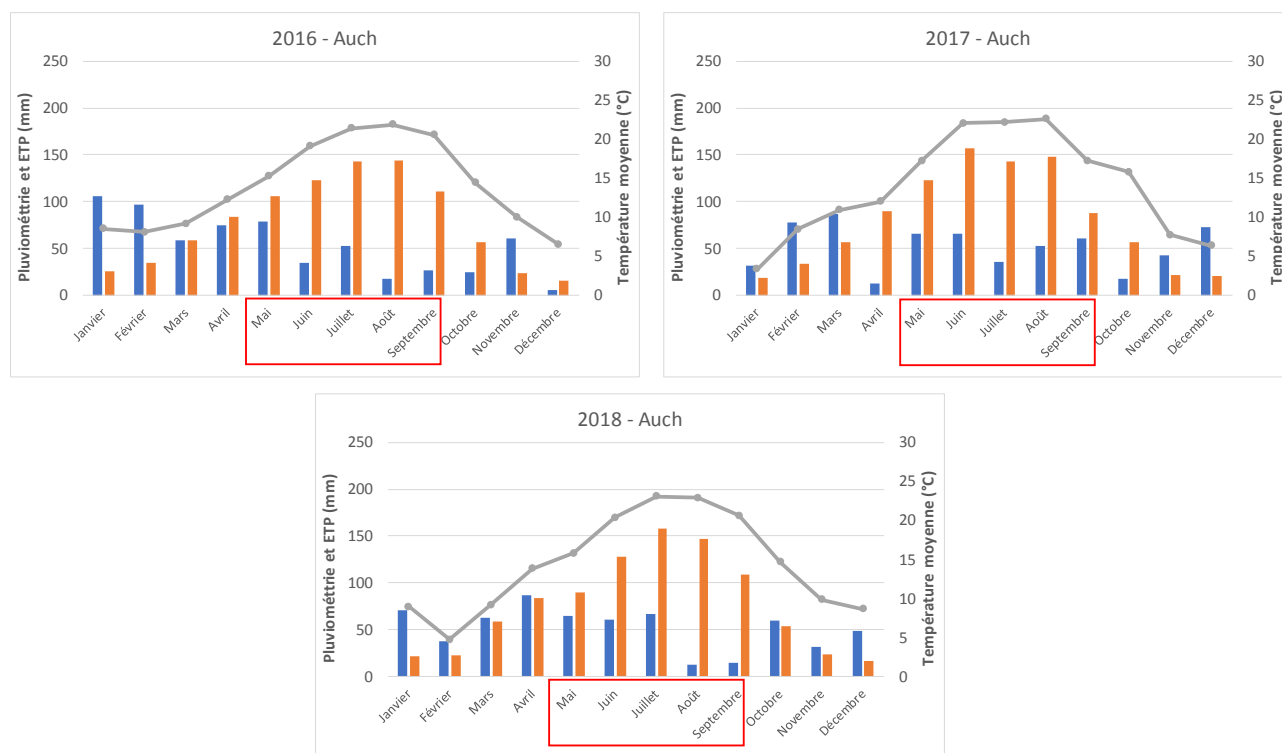 2016 - Auch
Pluviométtrie et ETP (mm)
250
200
150
100
50
0
30
25
20
15
10
5
0
Température moyenne (°C)
Janvier
Février
Mars
Avril
Mai
Juin
Juillet
Août
Septembre
Octobre
Novembre
Décembre
2017 - Auch
Pluviométtrie et ETP (mm)
250
200
150
100
50
0
30
25
20
15
10
5
0
Température moyenne (°C)
Janvier
Février
Mars
Avril
Mai
Juin
Juillet
Août
Septembre
Octobre
Novembre
Décembre
2018 - Auch
Pluviométtrie et ETP (mm)
250
200
150
100
50
0
30
25
20
15
10
5
0
Température moyenne (°C)
Janvier
Février
Mars
Avril
Mai
Juin
Juillet
Août
Septembre
Octobre
Novembre
Décembre